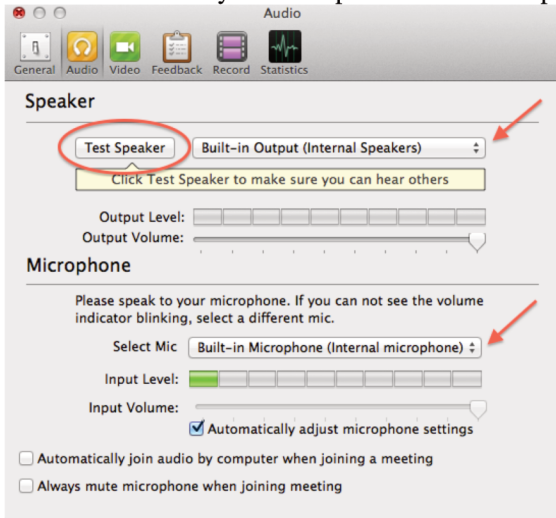 Audio
General Audio Video Feedback Record Statistics
Speaker
Test Speaker Built-in Output (Internal Speakers)
Click Test Speaker to make sure you can hear others
Output Level:
Output Volume:
Microphone
Please speak to your microphone. If you can not see the volume
indicator blinking, select a different mic.
Select Mic Built-in Microphone (Internal microphone)
Input Level:
Input Volume:
Automatically adjust microphone settings
Automatically join audio by computer when joining a meeting
Always mute microphone when joining meeting